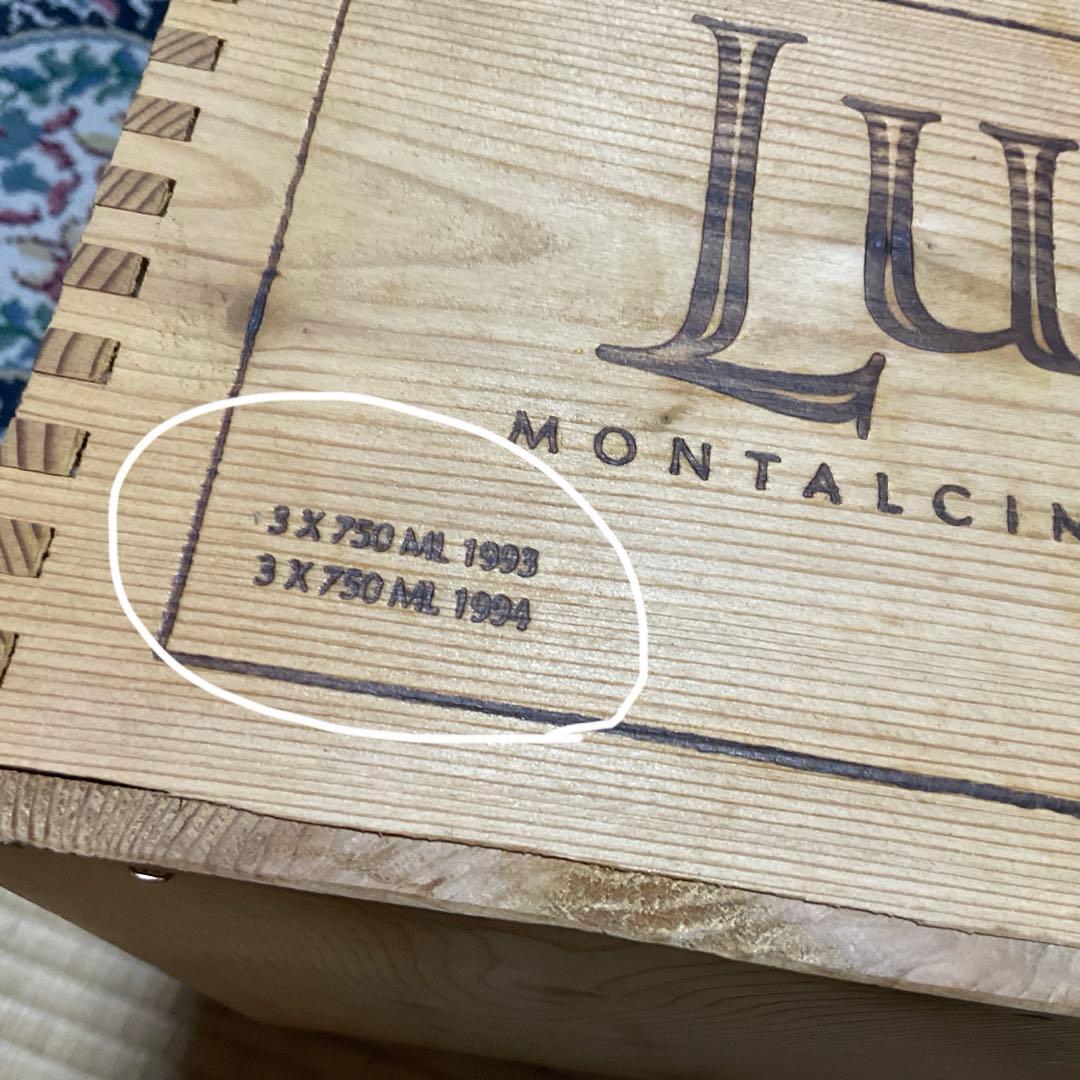 Lu
MONTALCIN
3 X 750 ML 1993
3 X 750 ML 1994